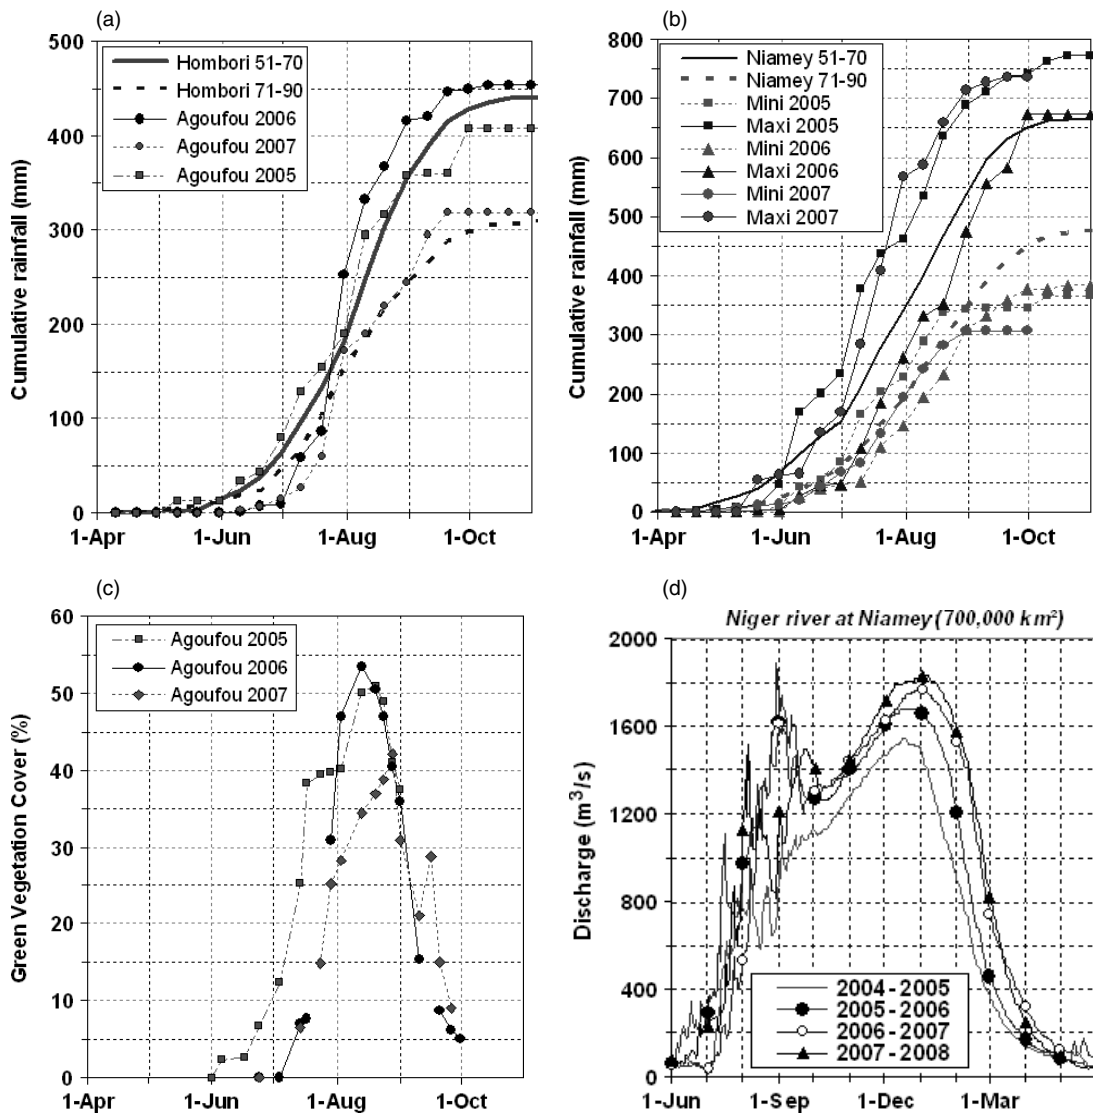 (a)
500
400
300
200
100
0
Cumulative rainfall (mm)
Hombori 51-70
Hombori 71-90
Agoufou 2006
Agoufou 2007
Agoufou 2005
1-Apr 1-Jun 1-Aug 1-Oct
(b)
800
700
600
500
400
300
200
100
0
Cumulative rainfall (mm)
Niamey 51-70
Niamey 71-90
Mini 2005
Maxi 2005
Mini 2006
Maxi 2006
Mini 2007
Maxi 2007
1-Apr 1-Jun 1-Aug 1-Oct
(c)
60
50
40
30
20
10
0
Green Vegetation Cover (%)
Agoufou 2005
Agoufou 2006
Agoufou 2007
1-Apr 1-Jun 1-Aug 1-Oct
(d)
Niger river at Niamey (700,000 km²)
2000
1600
1200
800
400
0
Discharge (m³/s)
2004 - 2005
2005 - 2006
2006 - 2007
2007 - 2008
1-Jun 1-Sep 1-Dec 1-Mar